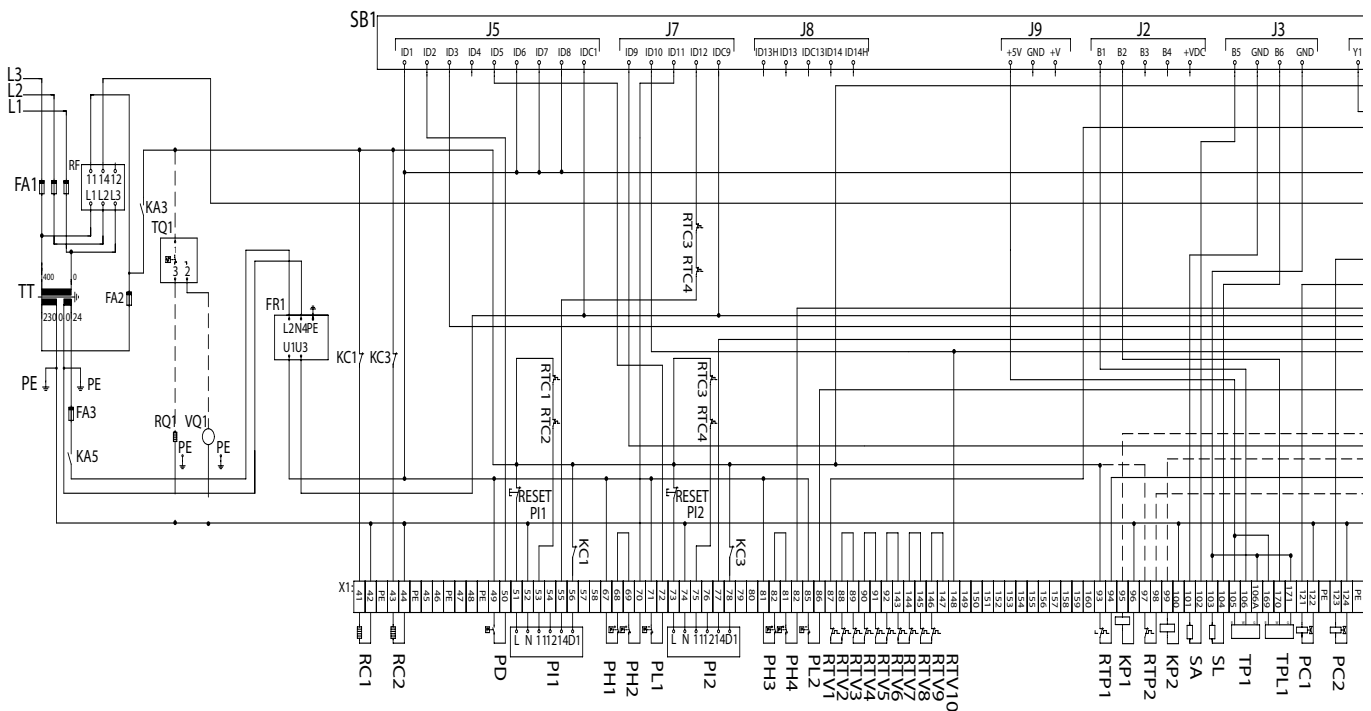 SB1
J5 J7 J8 J9 J2 J3
ID1 ID2 ID3 ID4 ID5 ID6 ID7 ID8 IDC1 ID9 ID10 ID11 ID12 IDC9 ID13H ID13 IDC13 ID14 ID14H +5V GND +V B1 B2 B3 B4 +VDC B5 GND B6 GND Y1
L3
L2
L1
RF
11 14 12
L1 L2 L3
FA1
KA3
TQ1
3 2
400 0
TT
FA2
230 0 0 24
FR1
L2 N4 PE
U1 U3
RTC3 RTC4
KC1 KC3
RTC1 RTC2
RTC3 RTC4
PE PE
FA3
RQ1 VQ1
PE PE
KA5
RESET
PI1
RESET
PI2
KC1
KC3
X1:
41 42 PE 43 44 PE 45 46 PE 47 48 PE 49 50 51 52 53 54 55 56 57 58 67 68 69 70 71 72 73 74 75 76 77 78 79 80 81 82 81 82 85 86 87 88 89 90 91 92 143 144 145 146 147 148 149 150 151 152 153 154 155 156 157 159 160 93 94 95 96 97 98 99 100 101 102 103 104 105 106 106A 169 170 171 121 122 PE 123 124 PE
L N 11 12 14 D1
L N 11 12 14 D1
RC1 RC2 PD PI1 PH1 PH2 PL1 PI2 PH3 PH4 PL2 RTV1 RTV2 RTV3 RTV4 RTV5 RTV6 RTV7 RTV8 RTV9 RTV10 RTP1 KP1 RTP2 KP2 SA SL TP1 TPL1 PC1 PC2